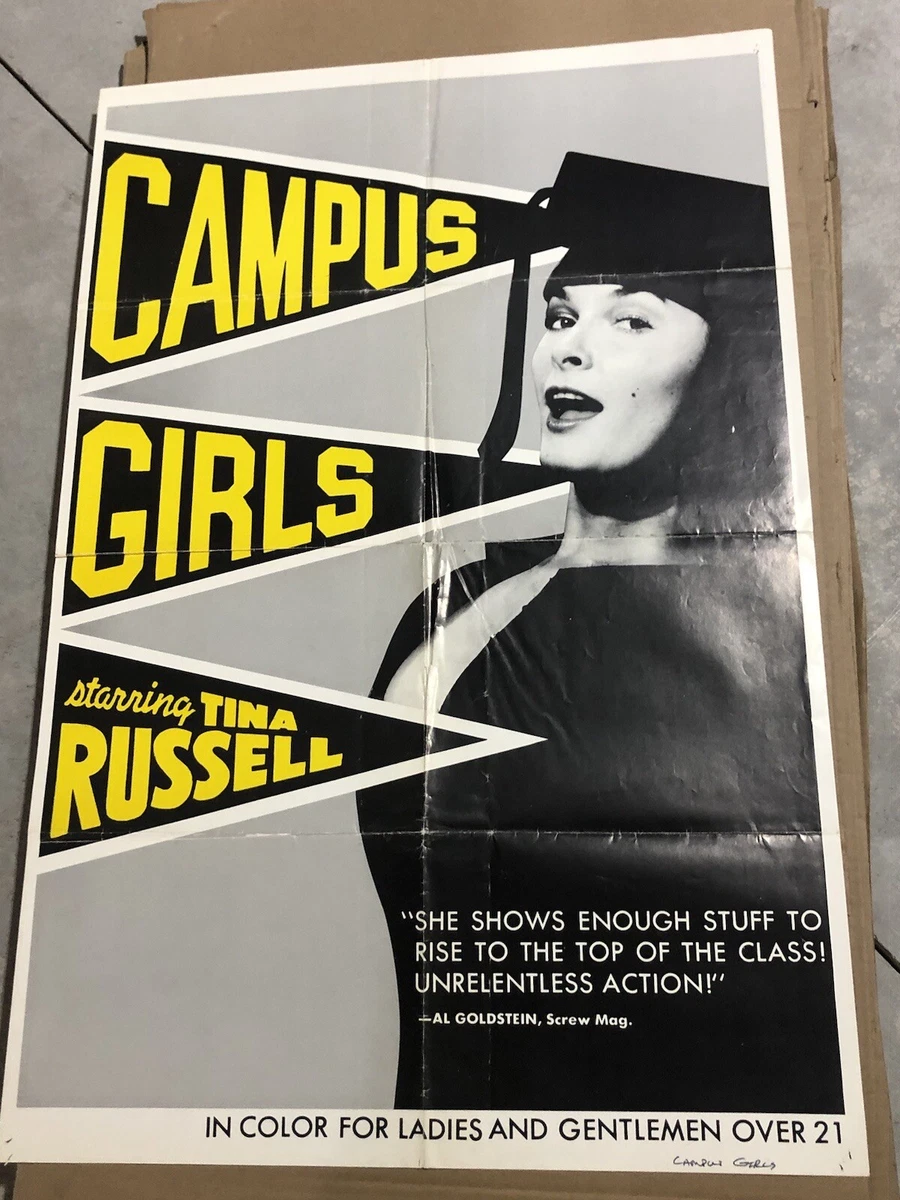 CAMPUS
GIRLS
starring TINA
RUSSELL
“SHE SHOWS ENOUGH STUFF TO
RISE TO THE TOP OF THE CLASS!
UNRELENTLESS ACTION!”
—AL GOLDSTEIN, Screw Mag.
IN COLOR FOR LADIES AND GENTLEMEN OVER 21
CAMPUS GIRLS